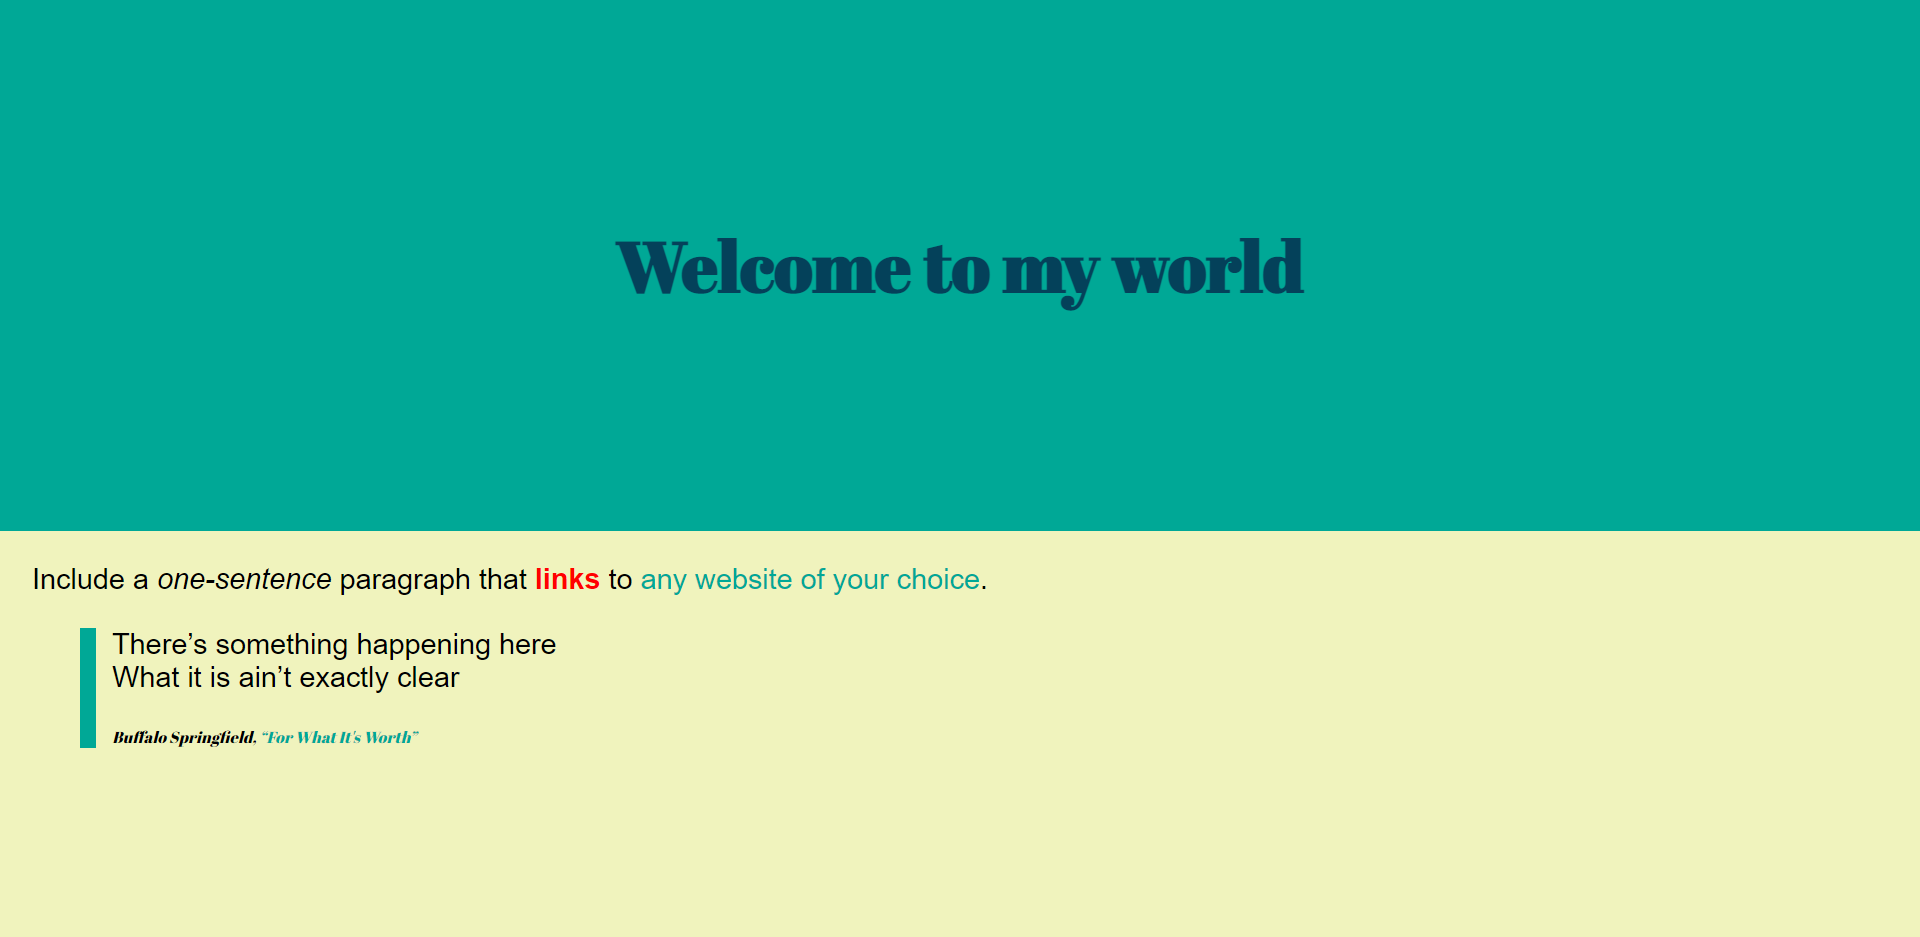 Welcome to my world
Include a one-sentence paragraph that links to any website of your choice.
There’s something happening here
What it is ain’t exactly clear
Buffalo Springfield, “For What It's Worth”